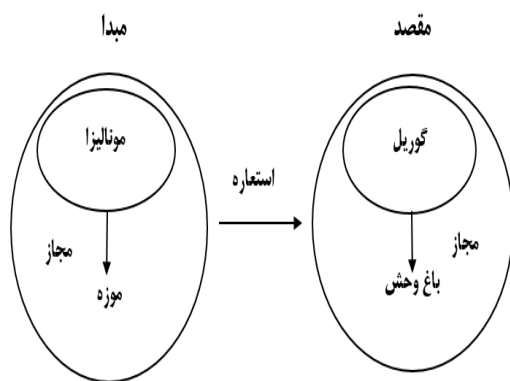 مقصد
مبدا
گوریل
مونالیزا
استعاره
مجاز
مجاز
باغ وحش
موزه